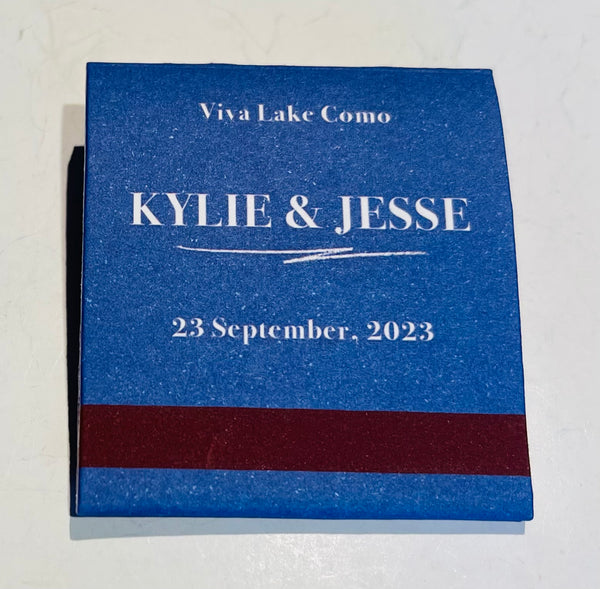 Viva Lake Como
KYLIE & JESSE
23 September, 2023